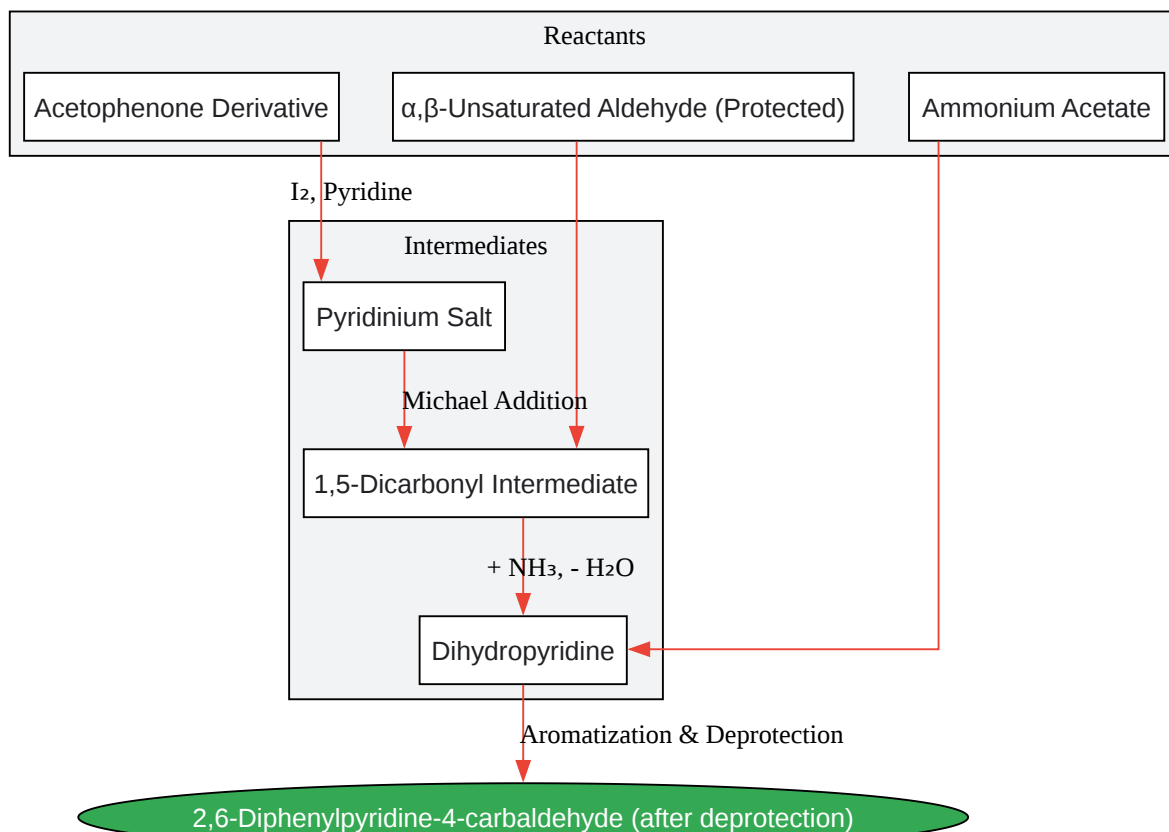 Reactants
Acetophenone Derivative
α,β-Unsaturated Aldehyde (Protected)
Ammonium Acetate
I₂, Pyridine
Intermediates
Pyridinium Salt
Michael Addition
1,5-Dicarbonyl Intermediate
+ NH₃, - H₂O
Dihydropyridine
Aromatization & Deprotection
2,6-Diphenylpyridine-4-carbaldehyde (after deprotection)